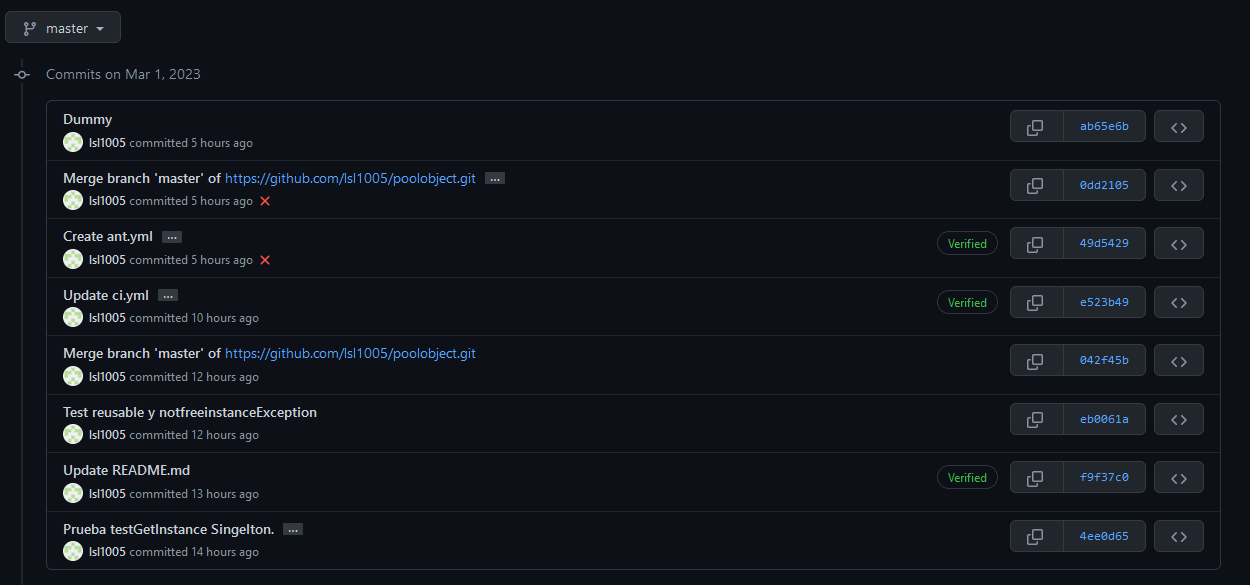 master
Commits on Mar 1, 2023
Dummy
ab65e6b
lsl1005 committed 5 hours ago
Merge branch 'master' of https://github.com/lsl1005/poolobject.git ...
0dd2105
lsl1005 committed 5 hours ago
Create ant.yml ...
Verified 49d5429
lsl1005 committed 5 hours ago
Update ci.yml ...
Verified e523b49
lsl1005 committed 10 hours ago
Merge branch 'master' of https://github.com/lsl1005/poolobject.git
042f45b
lsl1005 committed 12 hours ago
Test reusable y notfreeinstanceException
eb0061a
lsl1005 committed 12 hours ago
Update README.md
Verified f9f37c0
lsl1005 committed 13 hours ago
Prueba testGetInstance Singelton. ...
4ee0d65
lsl1005 committed 14 hours ago